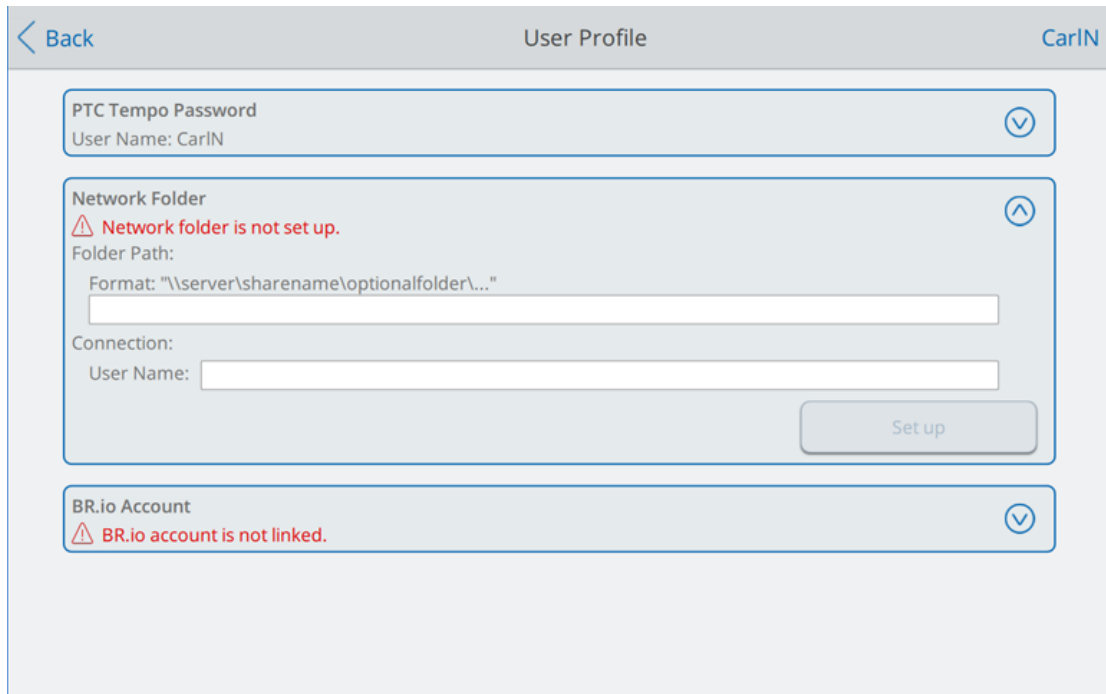 Back
User Profile
CarlN
PTC Tempo Password
User Name: CarlN
Network Folder
Network folder is not set up.
Folder Path:
Format: "\\server\sharename\optionalfolder\..."
Connection:
User Name:
Set up
BR.io Account
BR.io account is not linked.